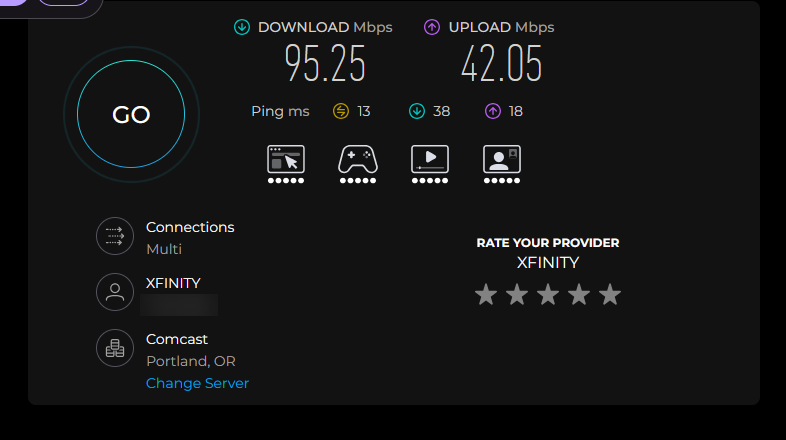 DOWNLOAD Mbps
UPLOAD Mbps
95.25
42.05
GO
Ping ms 13 38 18
Connections
Multi
XFINITY
Comcast
Portland, OR
Change Server
RATE YOUR PROVIDER
XFINITY